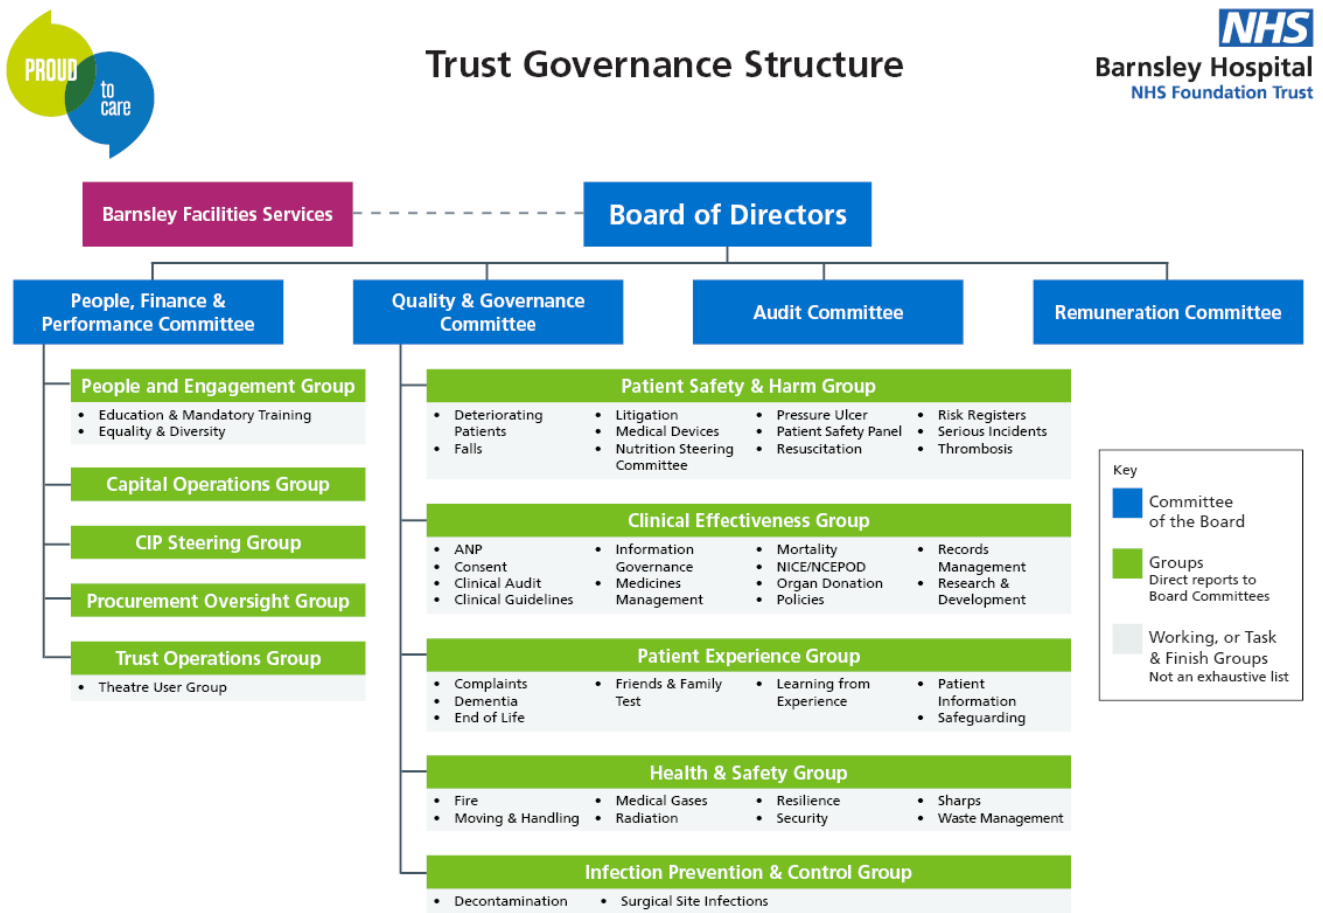 PROUD
to
care
Trust Governance Structure
NHS
Barnsley Hospital
NHS Foundation Trust
Barnsley Facilities Services
Board of Directors
People, Finance &
Performance Committee
Quality & Governance
Committee
Audit Committee
Remuneration Committee
People and Engagement Group
• Education & Mandatory Training
• Equality & Diversity
Capital Operations Group
CIP Steering Group
Procurement Oversight Group
Trust Operations Group
• Theatre User Group
Patient Safety & Harm Group
• Deteriorating
Patients
• Falls
• Litigation
• Medical Devices
• Nutrition Steering
Committee
• Pressure Ulcer
• Patient Safety Panel
• Resuscitation
• Risk Registers
• Serious Incidents
• Thrombosis
Clinical Effectiveness Group
• ANP
• Consent
• Clinical Audit
• Clinical Guidelines
• Information
Governance
• Medicines
Management
• Mortality
• NICE/NCEPOD
• Organ Donation
• Policies
• Records
Management
• Research &
Development
Patient Experience Group
• Complaints
• Dementia
• End of Life
• Friends & Family
Test
• Learning from
Experience
• Patient
Information
• Safeguarding
Health & Safety Group
• Fire
• Moving & Handling
• Medical Gases
• Radiation
• Resilience
• Security
• Sharps
• Waste Management
Infection Prevention & Control Group
• Decontamination
• Surgical Site Infections
Key
Committee
of the Board
Groups
Direct reports to
Board Committees
Working, or Task
& Finish Groups
Not an exhaustive list